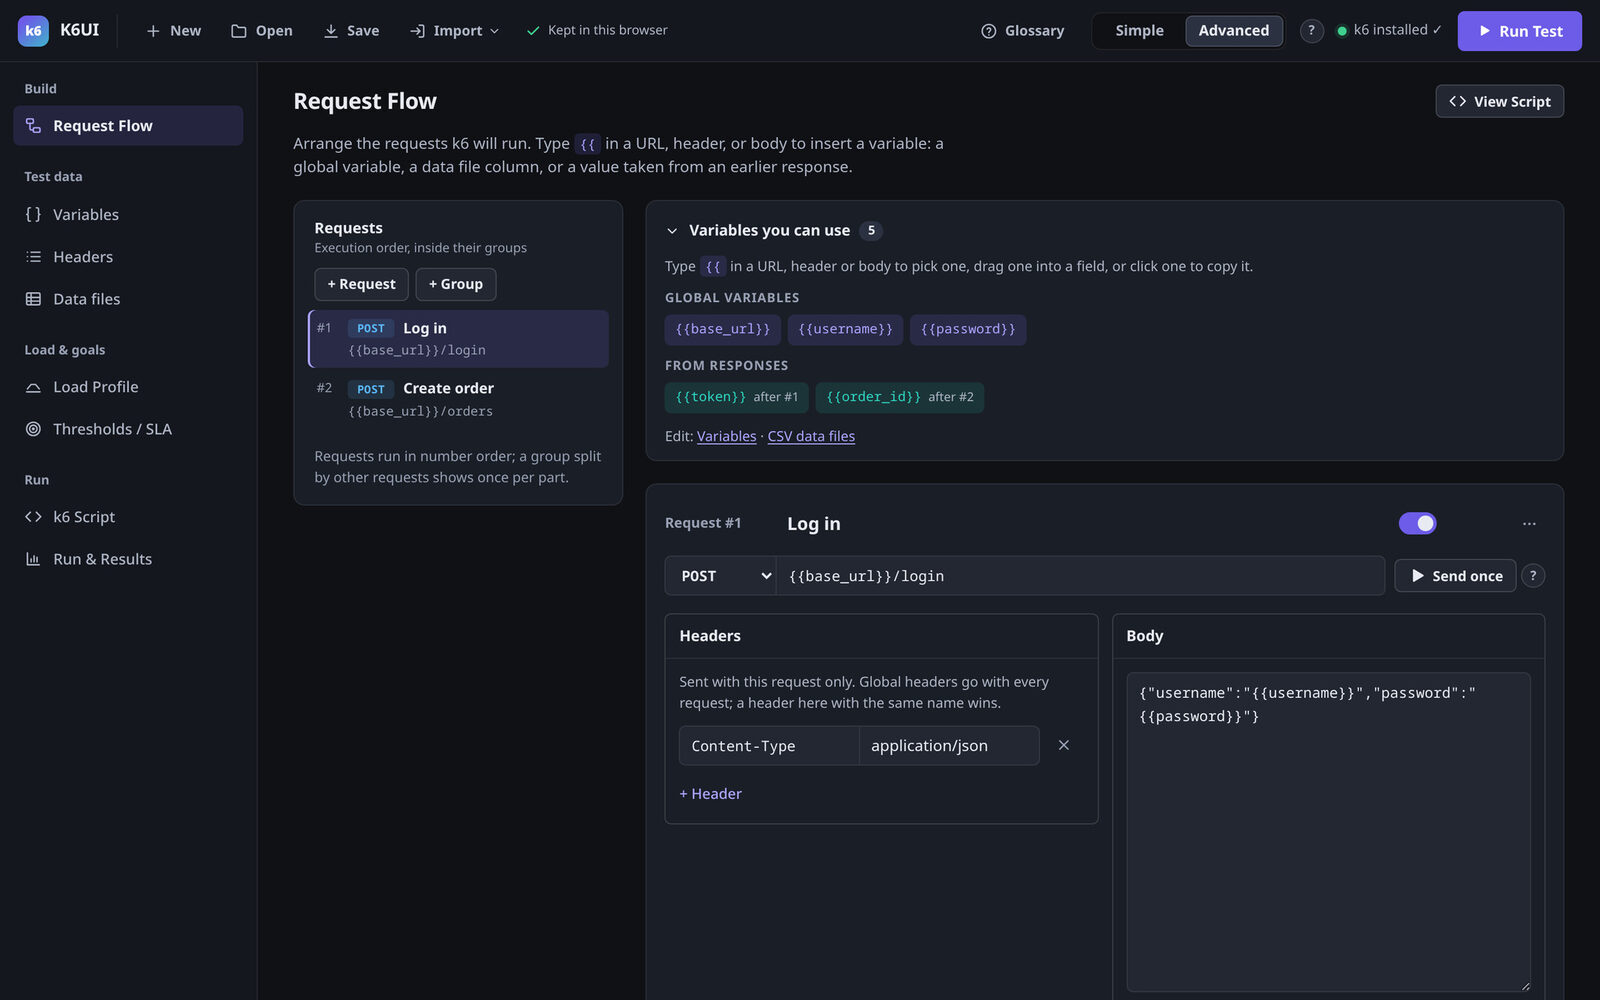 k6 K6UI
New
Open
Save
Import
Kept in this browser
Glossary
Simple
Advanced
?
k6 installed ✓
Run Test
Build
Request Flow
Test data
Variables
Headers
Data files
Load & goals
Load Profile
Thresholds / SLA
Run
k6 Script
Run & Results
Request Flow
View Script
Arrange the requests k6 will run. Type {{ in a URL, header, or body to insert a variable: a
global variable, a data file column, or a value taken from an earlier response.
Requests
Execution order, inside their groups
+ Request
+ Group
#1 POST Log in
{{base_url}}/login
#2 POST Create order
{{base_url}}/orders
Requests run in number order; a group split
by other requests shows once per part.
Variables you can use 5
Type {{ in a URL, header or body to pick one, drag one into a field, or click one to copy it.
GLOBAL VARIABLES
{{base_url}} {{username}} {{password}}
FROM RESPONSES
{{token}} after #1 {{order_id}} after #2
Edit: Variables · CSV data files
Request #1 Log in
POST {{base_url}}/login
Send once
?
Headers
Sent with this request only. Global headers go with every
request; a header here with the same name wins.
Content-Type application/json
+ Header
Body
{"username":"{{username}}","password":"
{{password}}"}